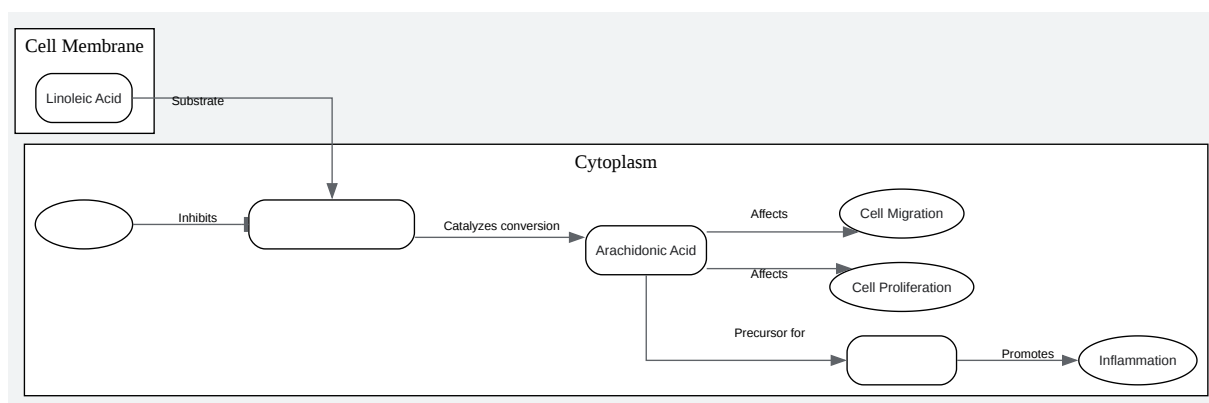 Cell Membrane
Linoleic Acid
Substrate
Cytoplasm
Inhibits
Catalyzes conversion
Arachidonic Acid
Affects
Cell Migration
Affects
Cell Proliferation
Precursor for
Promotes
Inflammation